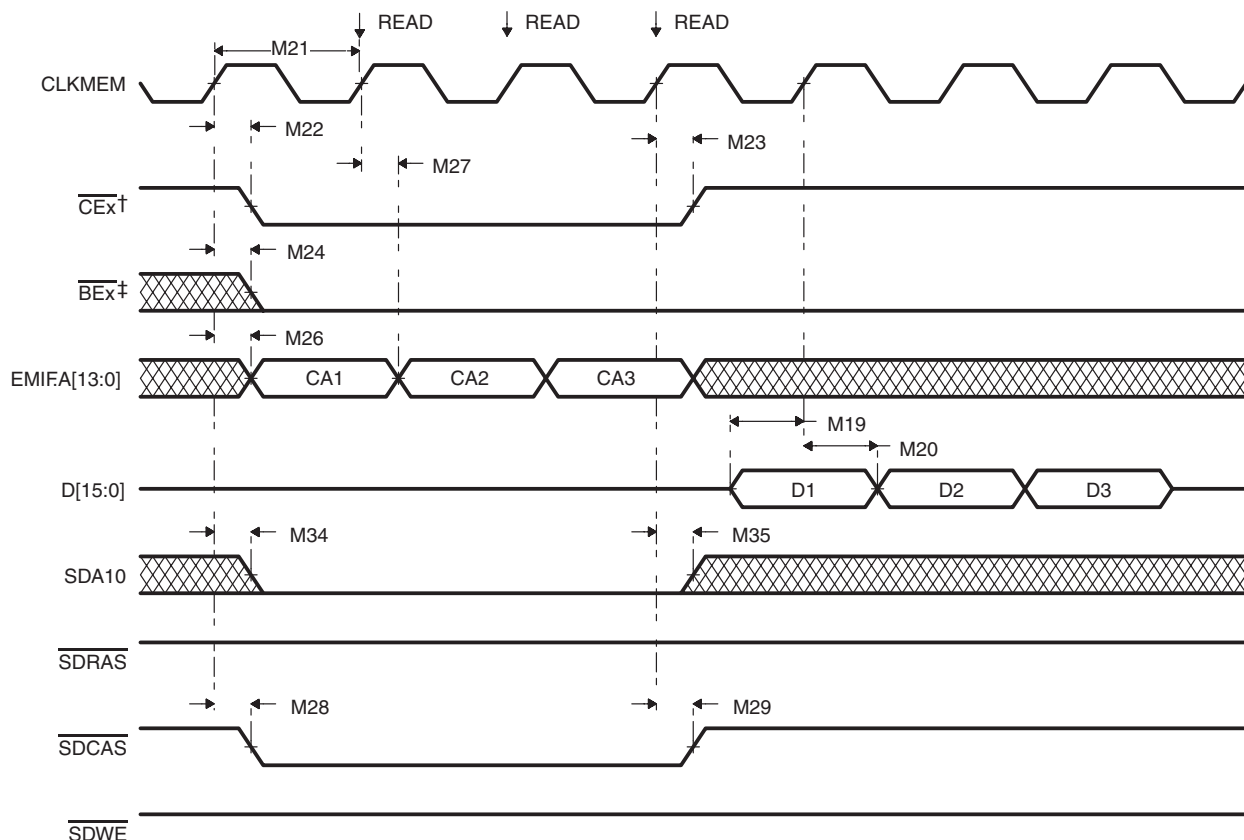 READ READ READ
M21
CLKMEM
M22 M23
M27
CEx†
M24
BEx‡
M26
EMIF.A[13:0] CA1 CA2 CA3
M19
M20
D[15:0] D1 D2 D3
M34 M35
SDA10
SDRAS
M28 M29
SDCAS
SDWE